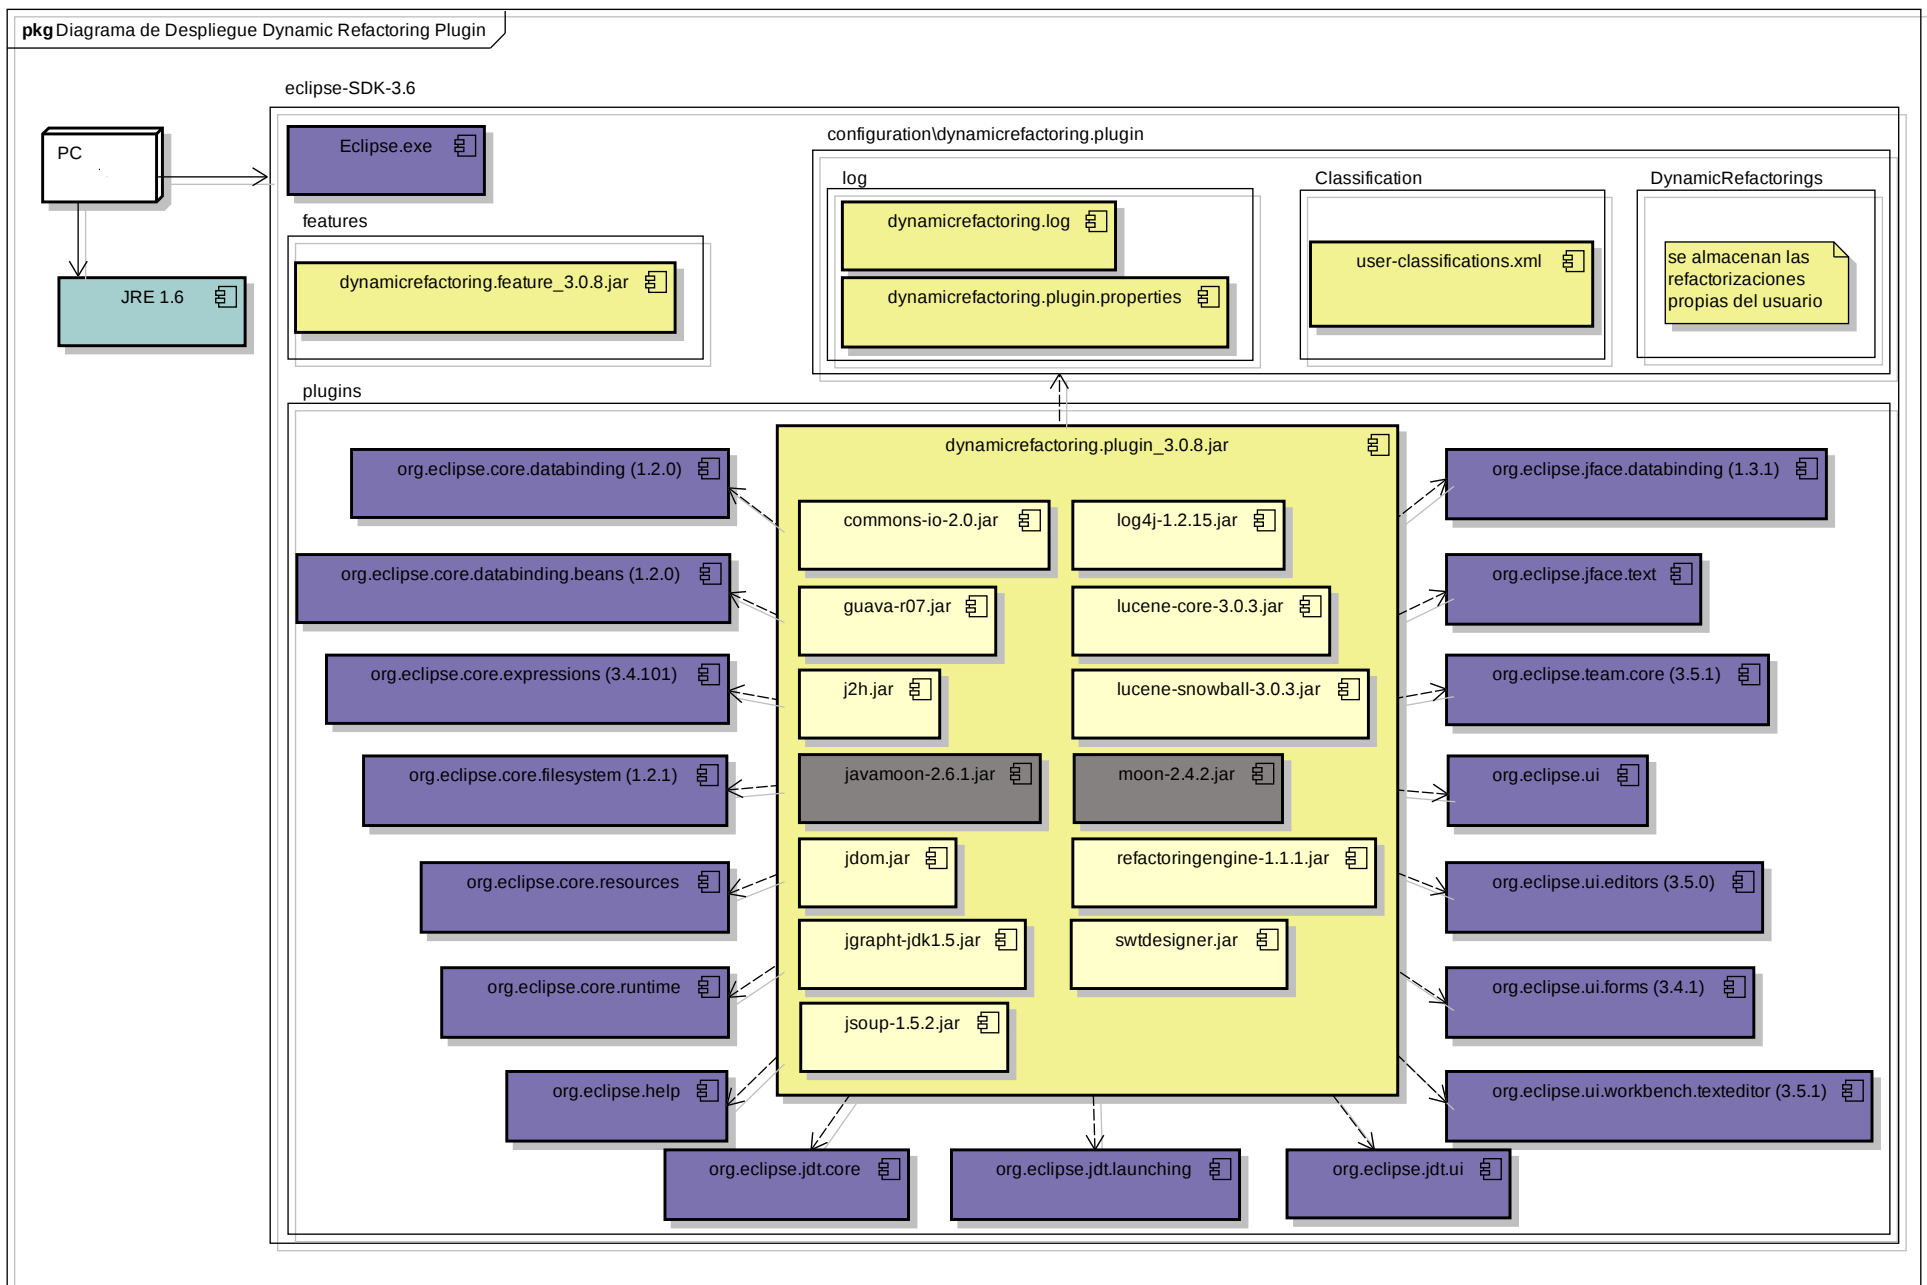 pkg Diagrama de Despliegue Dynamic Refactoring Plugin
eclipse-SDK-3.6
PC
JRE 1.6
Eclipse.exe
features
dynamicrefactoring.feature_3.0.8.jar
configuration\dynamicrefactoring.plugin
log
dynamicrefactoring.log
dynamicrefactoring.plugin.properties
Classification
user-classifications.xml
DynamicRefactorings
se almacenan las
refactorizaciones
propias del usuario
plugins
dynamicrefactoring.plugin_3.0.8.jar
org.eclipse.core.databinding (1.2.0)
org.eclipse.core.databinding.beans (1.2.0)
org.eclipse.core.expressions (3.4.101)
org.eclipse.core.filesystem (1.2.1)
org.eclipse.core.resources
org.eclipse.core.runtime
org.eclipse.help
commons-io-2.0.jar
guava-r07.jar
j2h.jar
javamoon-2.6.1.jar
jdom.jar
jgrapht-jdk1.5.jar
jsoup-1.5.2.jar
log4j-1.2.15.jar
lucene-core-3.0.3.jar
lucene-snowball-3.0.3.jar
moon-2.4.2.jar
refactoringengine-1.1.1.jar
swtdesigner.jar
org.eclipse.jface.databinding (1.3.1)
org.eclipse.jface.text
org.eclipse.team.core (3.5.1)
org.eclipse.ui
org.eclipse.ui.editors (3.5.0)
org.eclipse.ui.forms (3.4.1)
org.eclipse.ui.workbench.texteditor (3.5.1)
org.eclipse.jdt.core
org.eclipse.jdt.launching
org.eclipse.jdt.ui